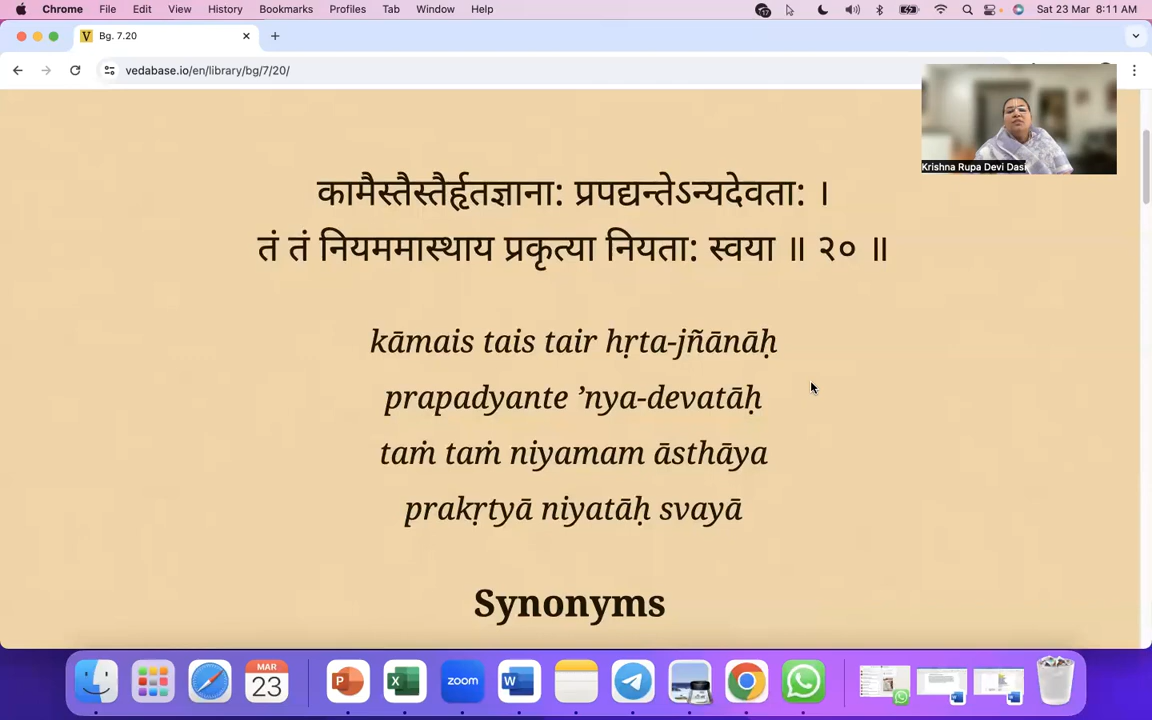 Chrome File Edit View History Bookmarks Profiles Tab Window Help
17
Sat 23 Mar 8:11 AM
V Bg. 7.20
vedabase.io/en/library/bg/7/20/
Krishna Rupa Devi Dasi
कामैस्तैस्तैर्हृतज्ञाना: प्रपद्यन्तेऽन्यदेवता: ।
तं तं नियममास्थाय प्रकृत्या नियता: स्वया ॥ २० ॥
kāmais tais tair hṛta-jñānāḥ
prapadyante ’nya-devatāḥ
taṁ taṁ niyamam āsthāya
prakṛtyā niyatāḥ svayā
Synonyms
MAR
23
P
X
zoom
W